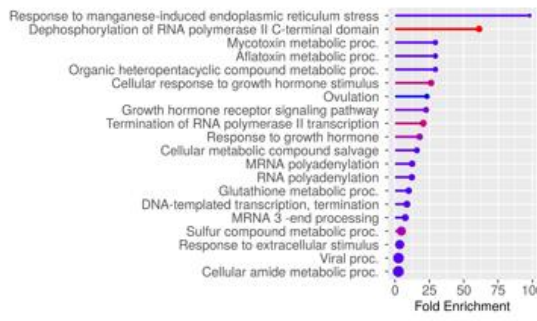 Response to manganese-induced endoplasmic reticulum stress
Dephosphorylation of RNA polymerase II C-terminal domain
Mycotoxin metabolic proc.
Aflatoxin metabolic proc.
Organic heteropentacyclic compound metabolic proc.
Cellular response to growth hormone stimulus
Ovulation
Growth hormone receptor signaling pathway
Termination of RNA polymerase II transcription
Response to growth hormone
Cellular metabolic compound salvage
MRNA polyadenylation
RNA polyadenylation
Glutathione metabolic proc.
DNA-templated transcription, termination
MRNA 3 -end processing
Sulfur compound metabolic proc.
Response to extracellular stimulus
Viral proc.
Cellular amide metabolic proc.
0 25 50 75 100
Fold Enrichment